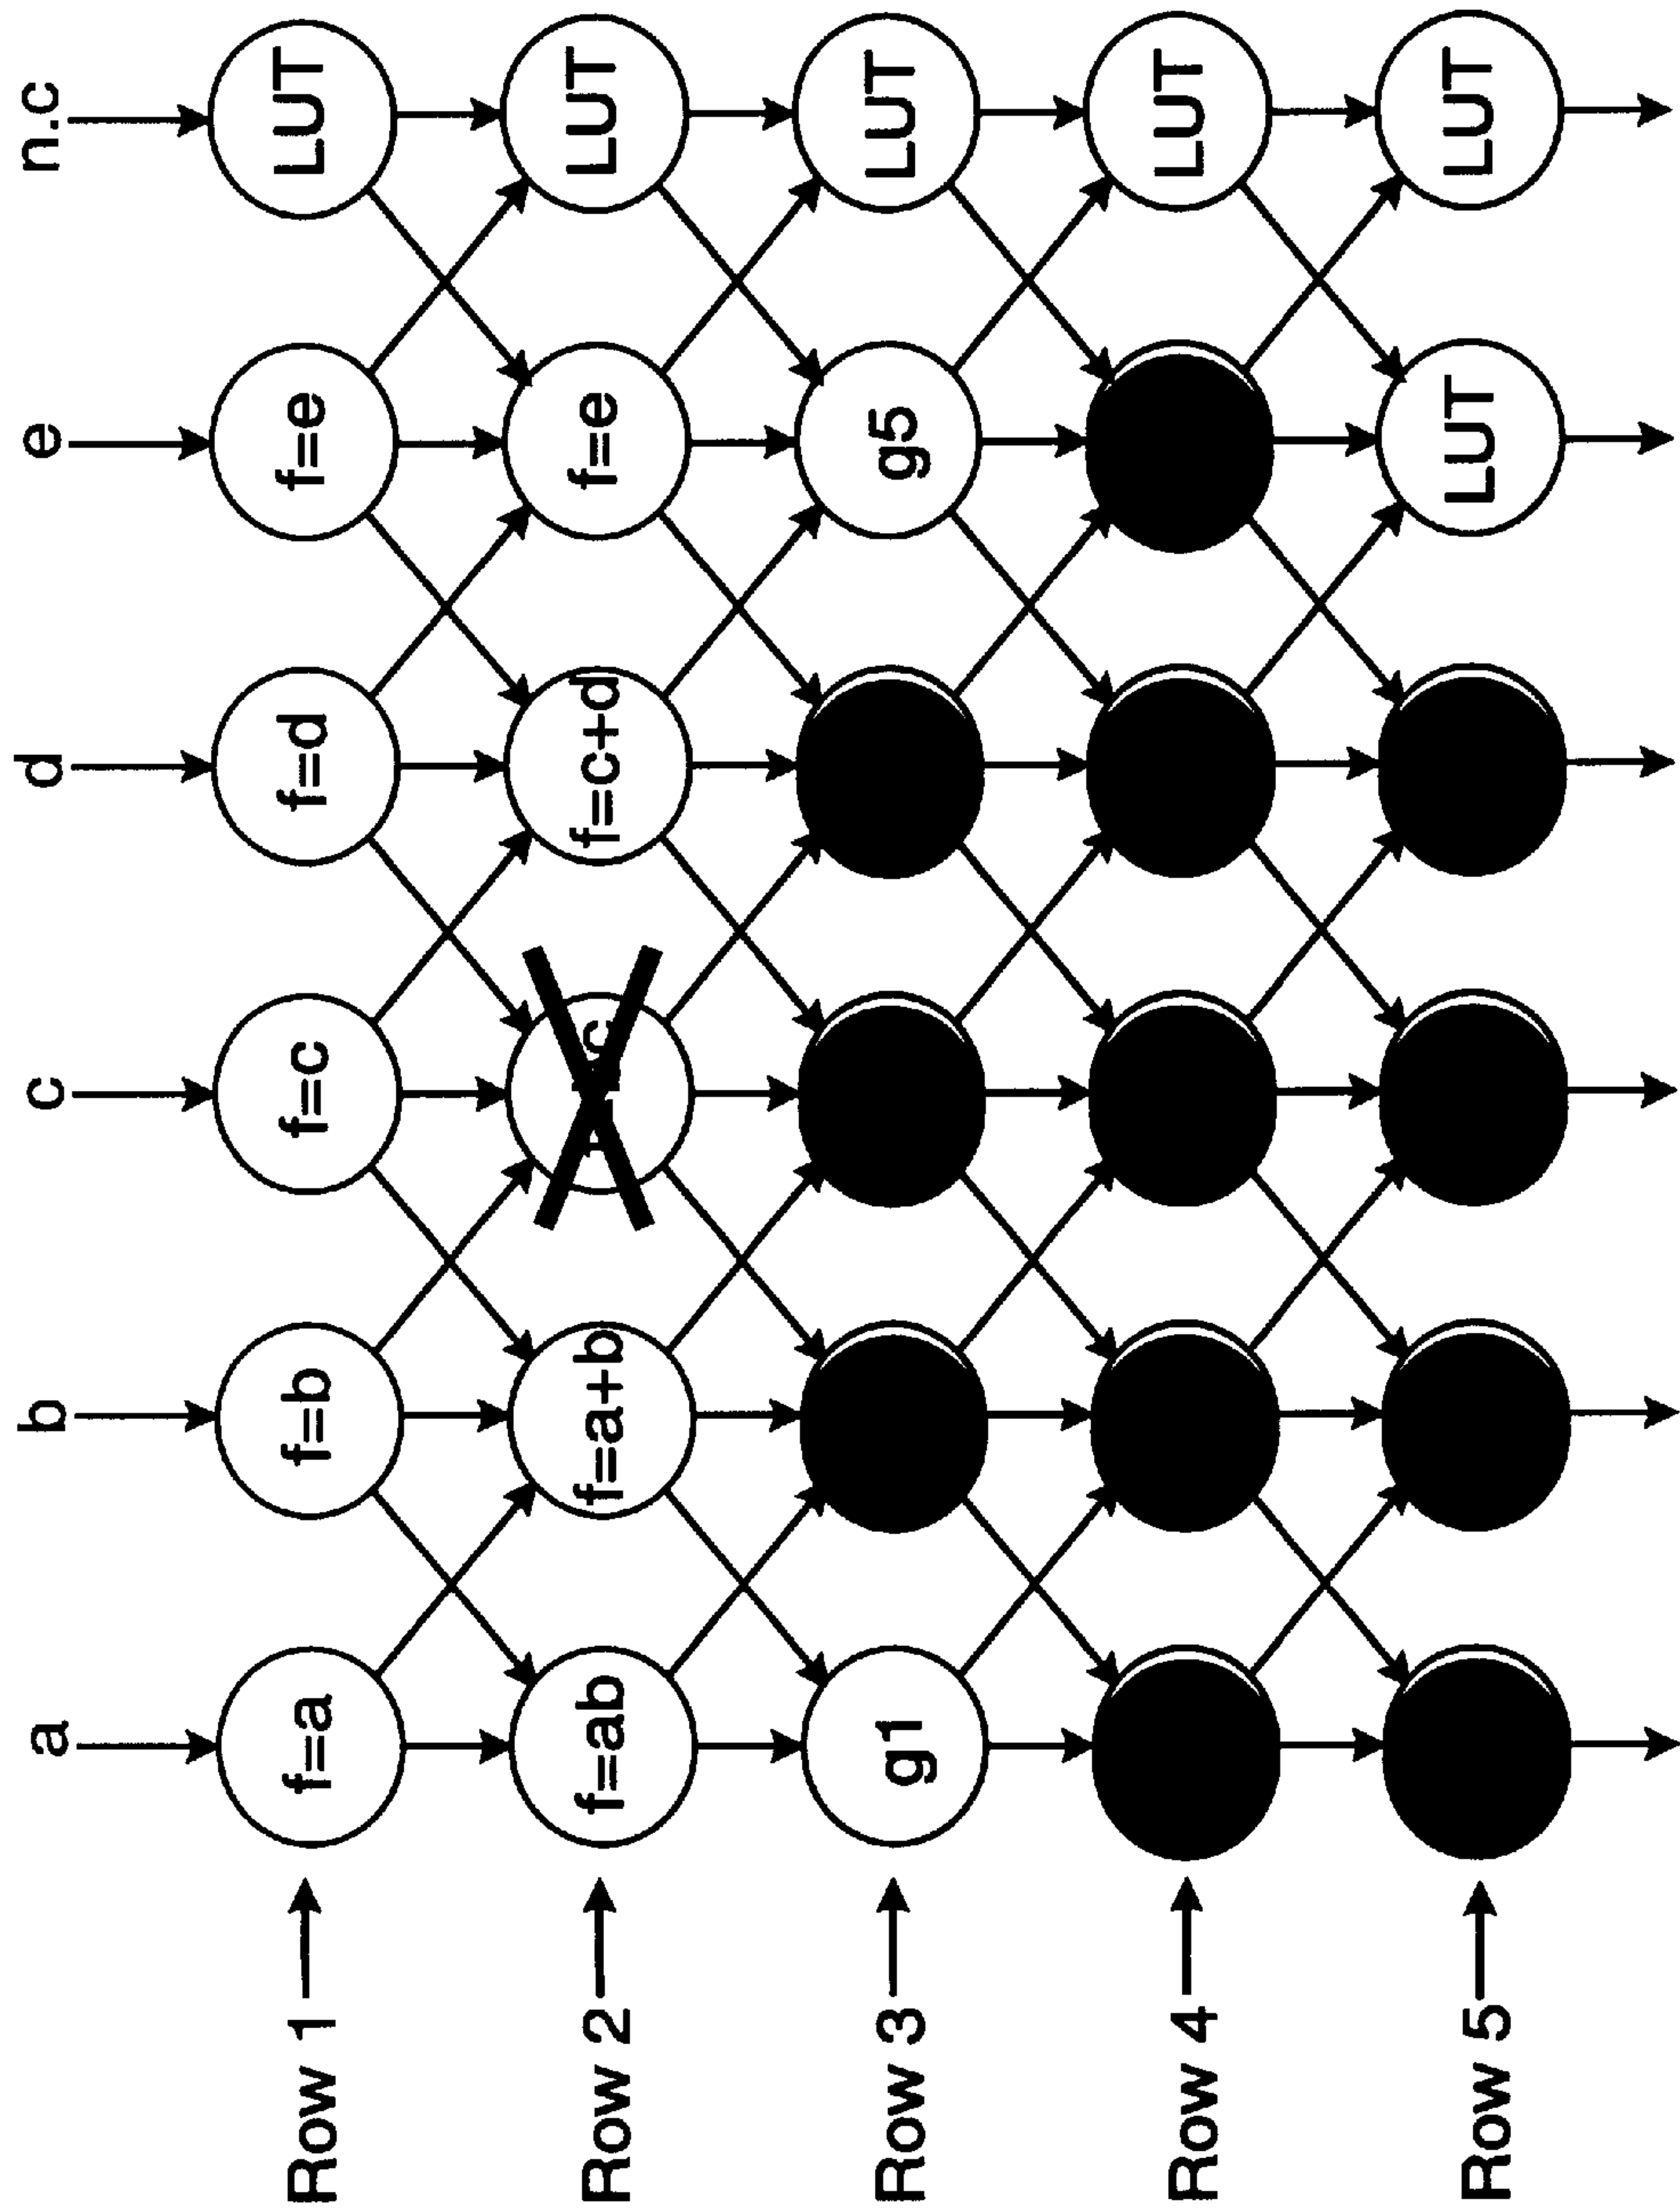 a b c d e n.c
Row 1 f=a f=b f=c f=d f=e LUT
Row 2 f=ab f=a+b f=c+d f=e LUT
Row 3 g1 g5 LUT
Row 4 LUT
Row 5 LUT LUT